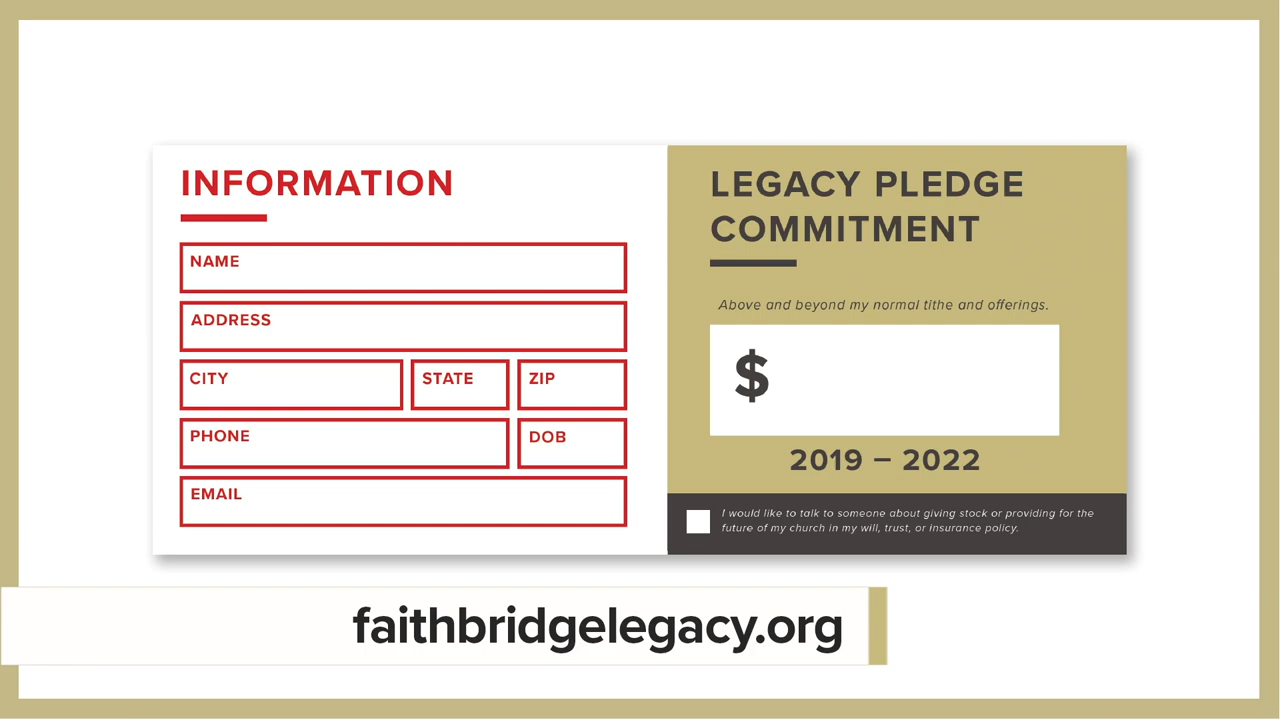 INFORMATION
NAME
ADDRESS
CITY
STATE
ZIP
PHONE
DOB
EMAIL
LEGACY PLEDGE
COMMITMENT
Above and beyond my normal tithe and offerings.
$
2019 – 2022
I would like to talk to someone about giving stock or providing for the
future of my church in my will, trust, or insurance policy.
faithbridgelegacy.org